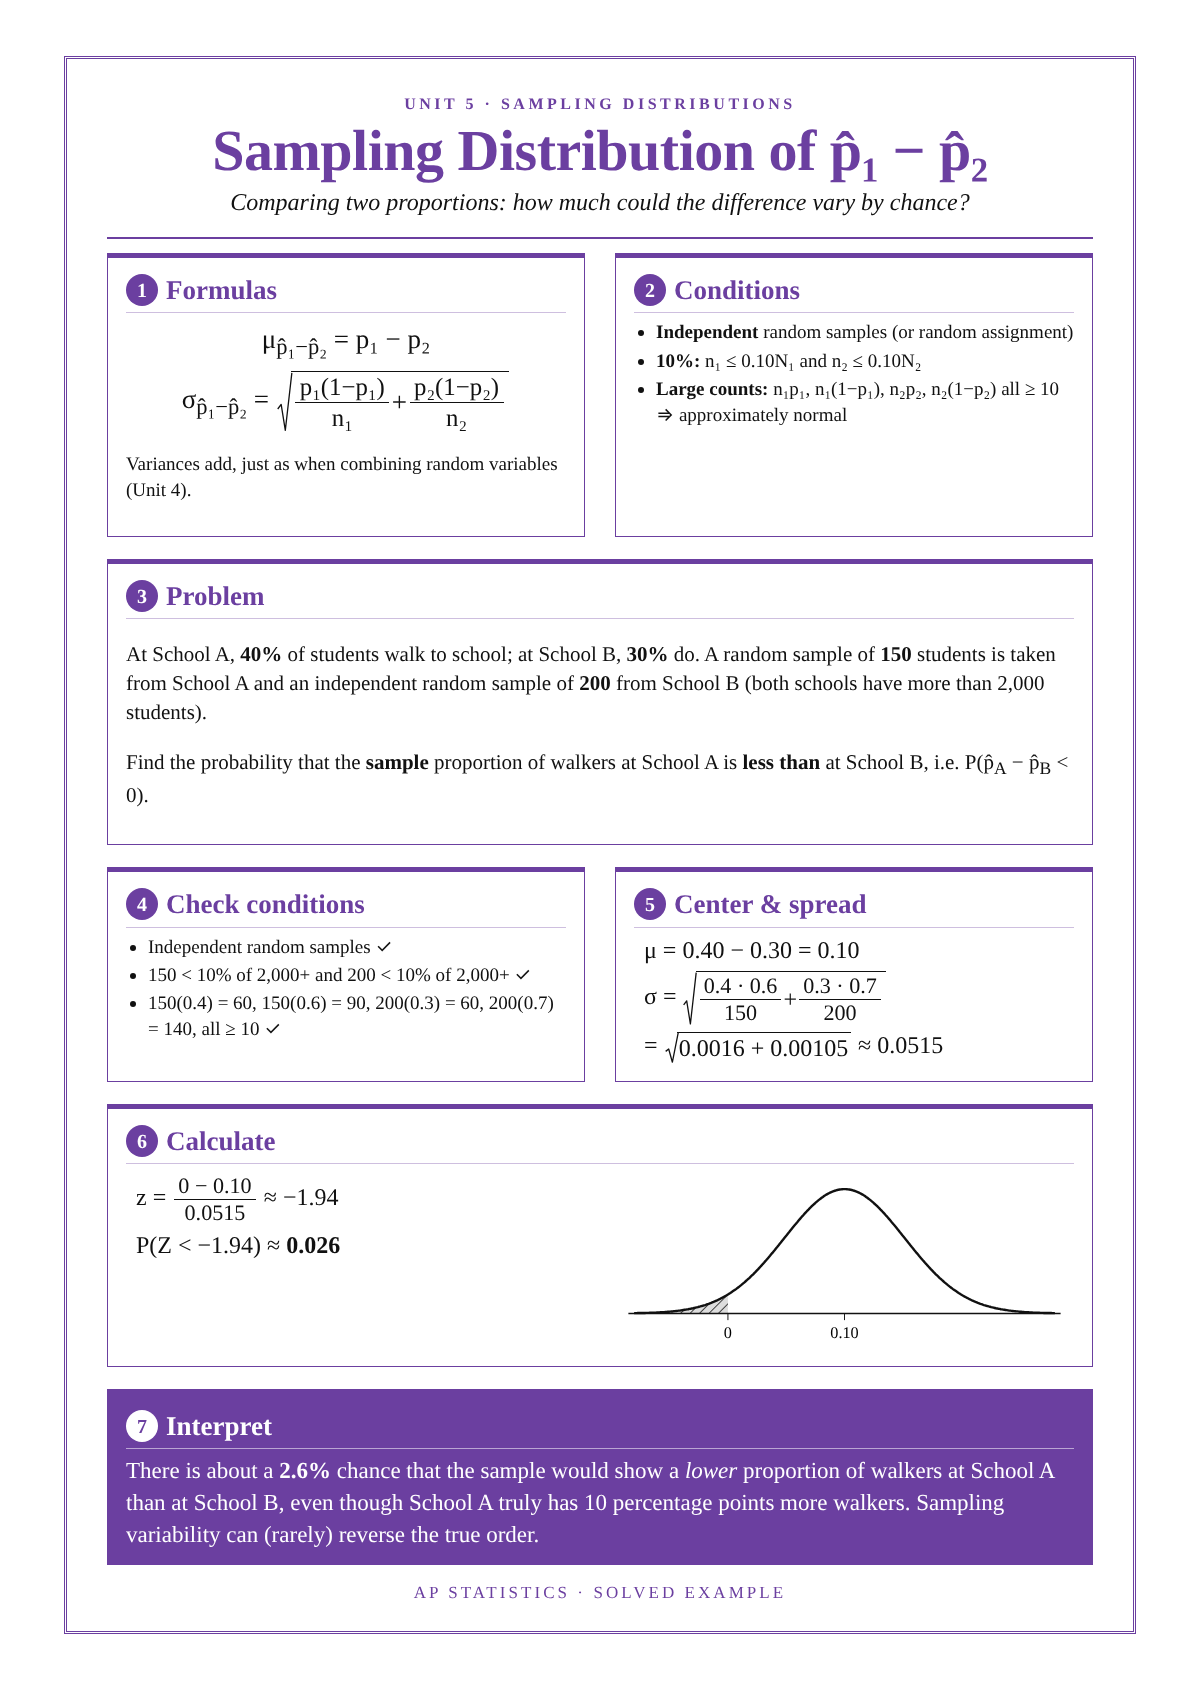 UNIT 5 · SAMPLING DISTRIBUTIONS
Sampling Distribution of p̂₁ − p̂₂
Comparing two proportions: how much could the difference vary by chance?
1 Formulas
μp̂₁−p̂₂ = p₁ − p₂
σp̂₁−p̂₂ = √( p₁(1−p₁)/n₁ + p₂(1−p₂)/n₂ )
Variances add, just as when combining random variables
(Unit 4).
2 Conditions
• Independent random samples (or random assignment)
• 10%: n₁ ≤ 0.10N₁ and n₂ ≤ 0.10N₂
• Large counts: n₁p₁, n₁(1−p₁), n₂p₂, n₂(1−p₂) all ≥ 10
⇒ approximately normal
3 Problem
At School A, 40% of students walk to school; at School B, 30% do. A random sample of 150 students is taken
from School A and an independent random sample of 200 from School B (both schools have more than 2,000
students).
Find the probability that the sample proportion of walkers at School A is less than at School B, i.e. P(p̂A − p̂B <
0).
4 Check conditions
• Independent random samples ✓
• 150 < 10% of 2,000+ and 200 < 10% of 2,000+ ✓
• 150(0.4) = 60, 150(0.6) = 90, 200(0.3) = 60, 200(0.7)
= 140, all ≥ 10 ✓
5 Center & spread
μ = 0.40 − 0.30 = 0.10
σ = √( 0.4 · 0.6/150 + 0.3 · 0.7/200 )
= √(0.0016 + 0.00105) ≈ 0.0515
6 Calculate
z = (0 − 0.10)/0.0515 ≈ −1.94
P(Z < −1.94) ≈ 0.026
0 0.10
7 Interpret
There is about a 2.6% chance that the sample would show a lower proportion of walkers at School A
than at School B, even though School A truly has 10 percentage points more walkers. Sampling
variability can (rarely) reverse the true order.
AP STATISTICS · SOLVED EXAMPLE